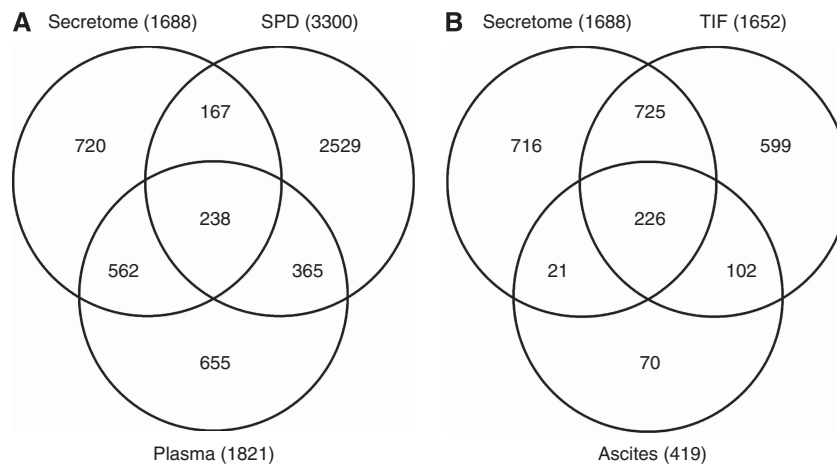 A Secretome (1688) SPD (3300)
720 167 2529
238
562 365
655
Plasma (1821)
B Secretome (1688) TIF (1652)
716 725 599
226
21 102
70
Ascites (419)